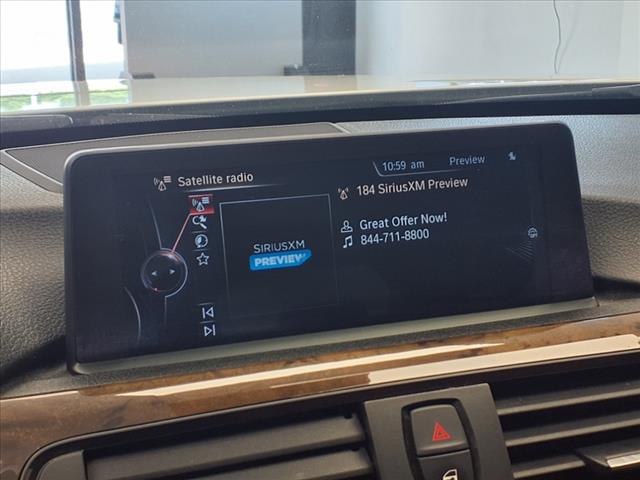 10:59 am Preview
Satellite radio
184 SiriusXM Preview
Great Offer Now!
844-711-8800
SIRIUSXM
PREVIEW